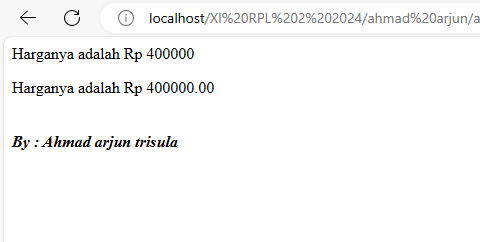 localhost/XI%20RPL%202%202024/ahmad%20arjun/a
Harganya adalah Rp 400000
Harganya adalah Rp 400000.00
By : Ahmad arjun trisula